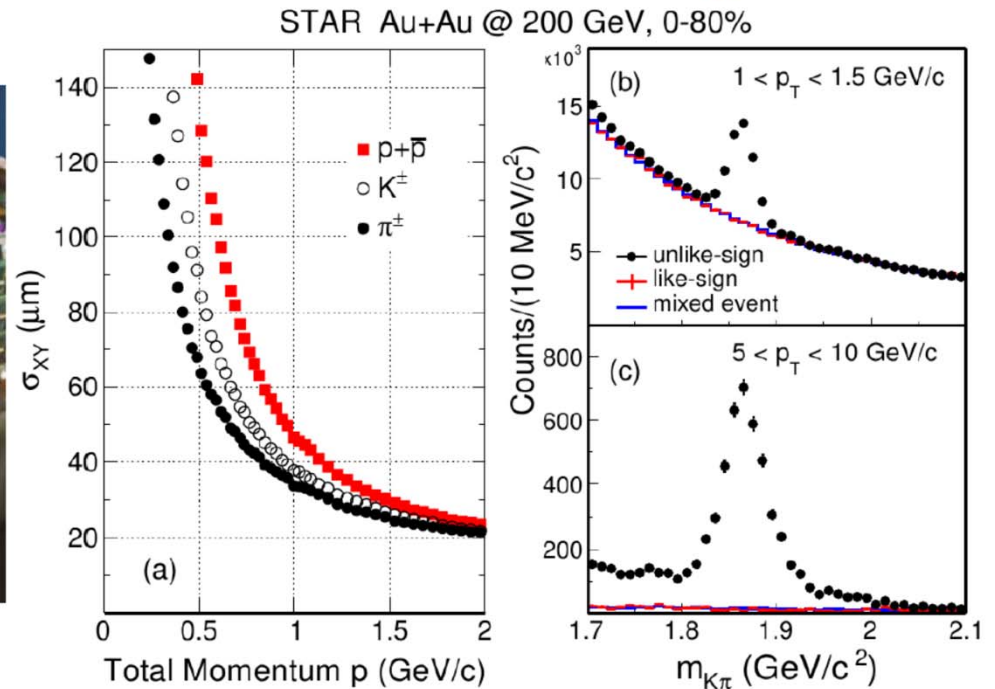 STAR Au+Au @ 200 GeV, 0-80%
σXY (μm)
140
120
100
80
60
40
20
p+p̅
K±
π±
(a)
0 0.5 1 1.5 2
Total Momentum p (GeV/c)
Counts/(10 MeV/c²)
×10³
(b)
1 < pT < 1.5 GeV/c
15
10
5
unlike-sign
like-sign
mixed event
(c)
5 < pT < 10 GeV/c
800
600
400
200
1.7 1.8 1.9 2 2.1
mKπ (GeV/c²)